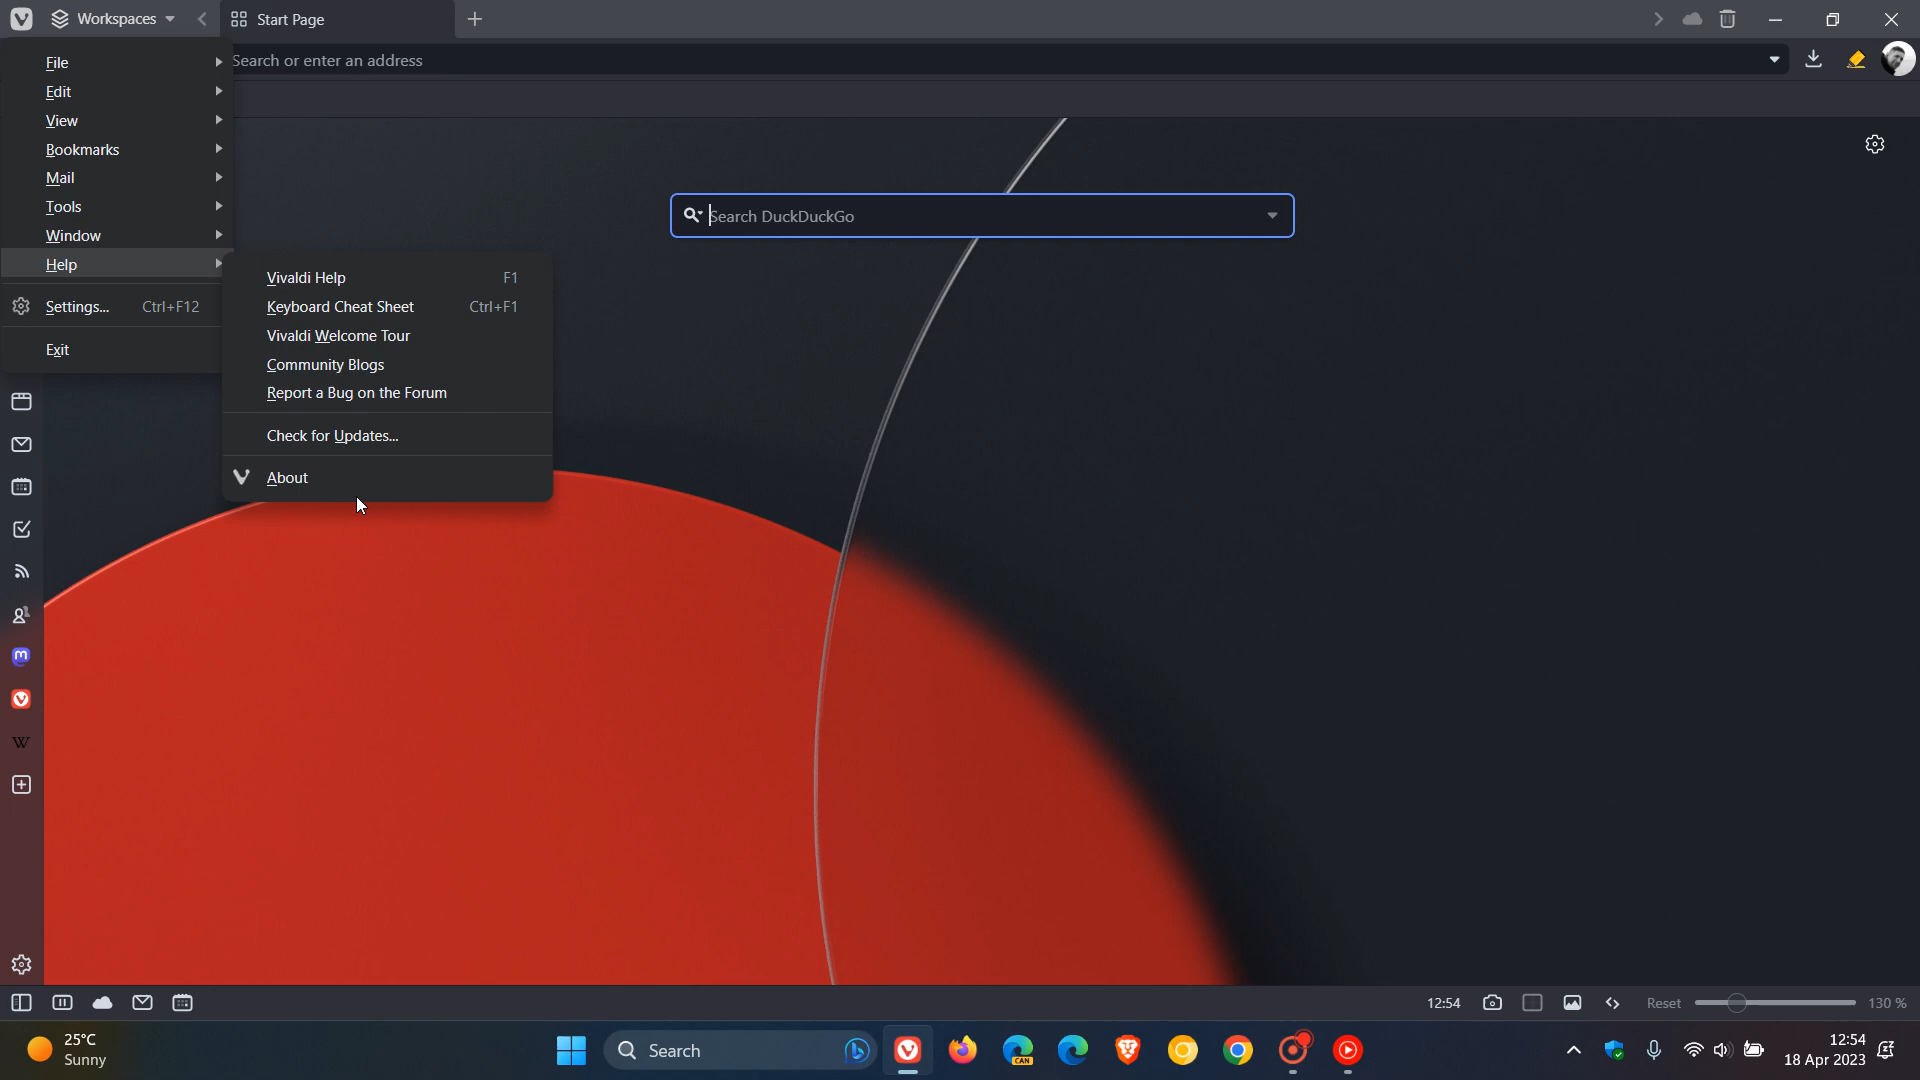 Workspaces
Start Page
Search or enter an address
File
Edit
View
Bookmarks
Mail
Tools
Window
Help
Settings... Ctrl+F12
Exit
Search DuckDuckGo
Vivaldi Help F1
Keyboard Cheat Sheet Ctrl+F1
Vivaldi Welcome Tour
Community Blogs
Report a Bug on the Forum
Check for Updates...
About
W
12:54
Reset 130 %
25°C
Sunny
Search
CAN
12:54
18 Apr 2023